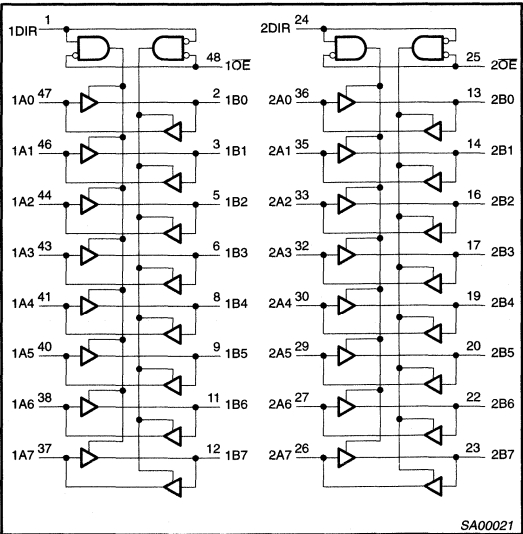 1DIR 1 2DIR 24
48 1O̅E̅ 25 2O̅E̅
1A0 47 2 1B0 2A0 36 13 2B0
1A1 46 3 1B1 2A1 35 14 2B1
1A2 44 5 1B2 2A2 33 16 2B2
1A3 43 6 1B3 2A3 32 17 2B3
1A4 41 8 1B4 2A4 30 19 2B4
1A5 40 9 1B5 2A5 29 20 2B5
1A6 38 11 1B6 2A6 27 22 2B6
1A7 37 12 1B7 2A7 26 23 2B7
SA00021